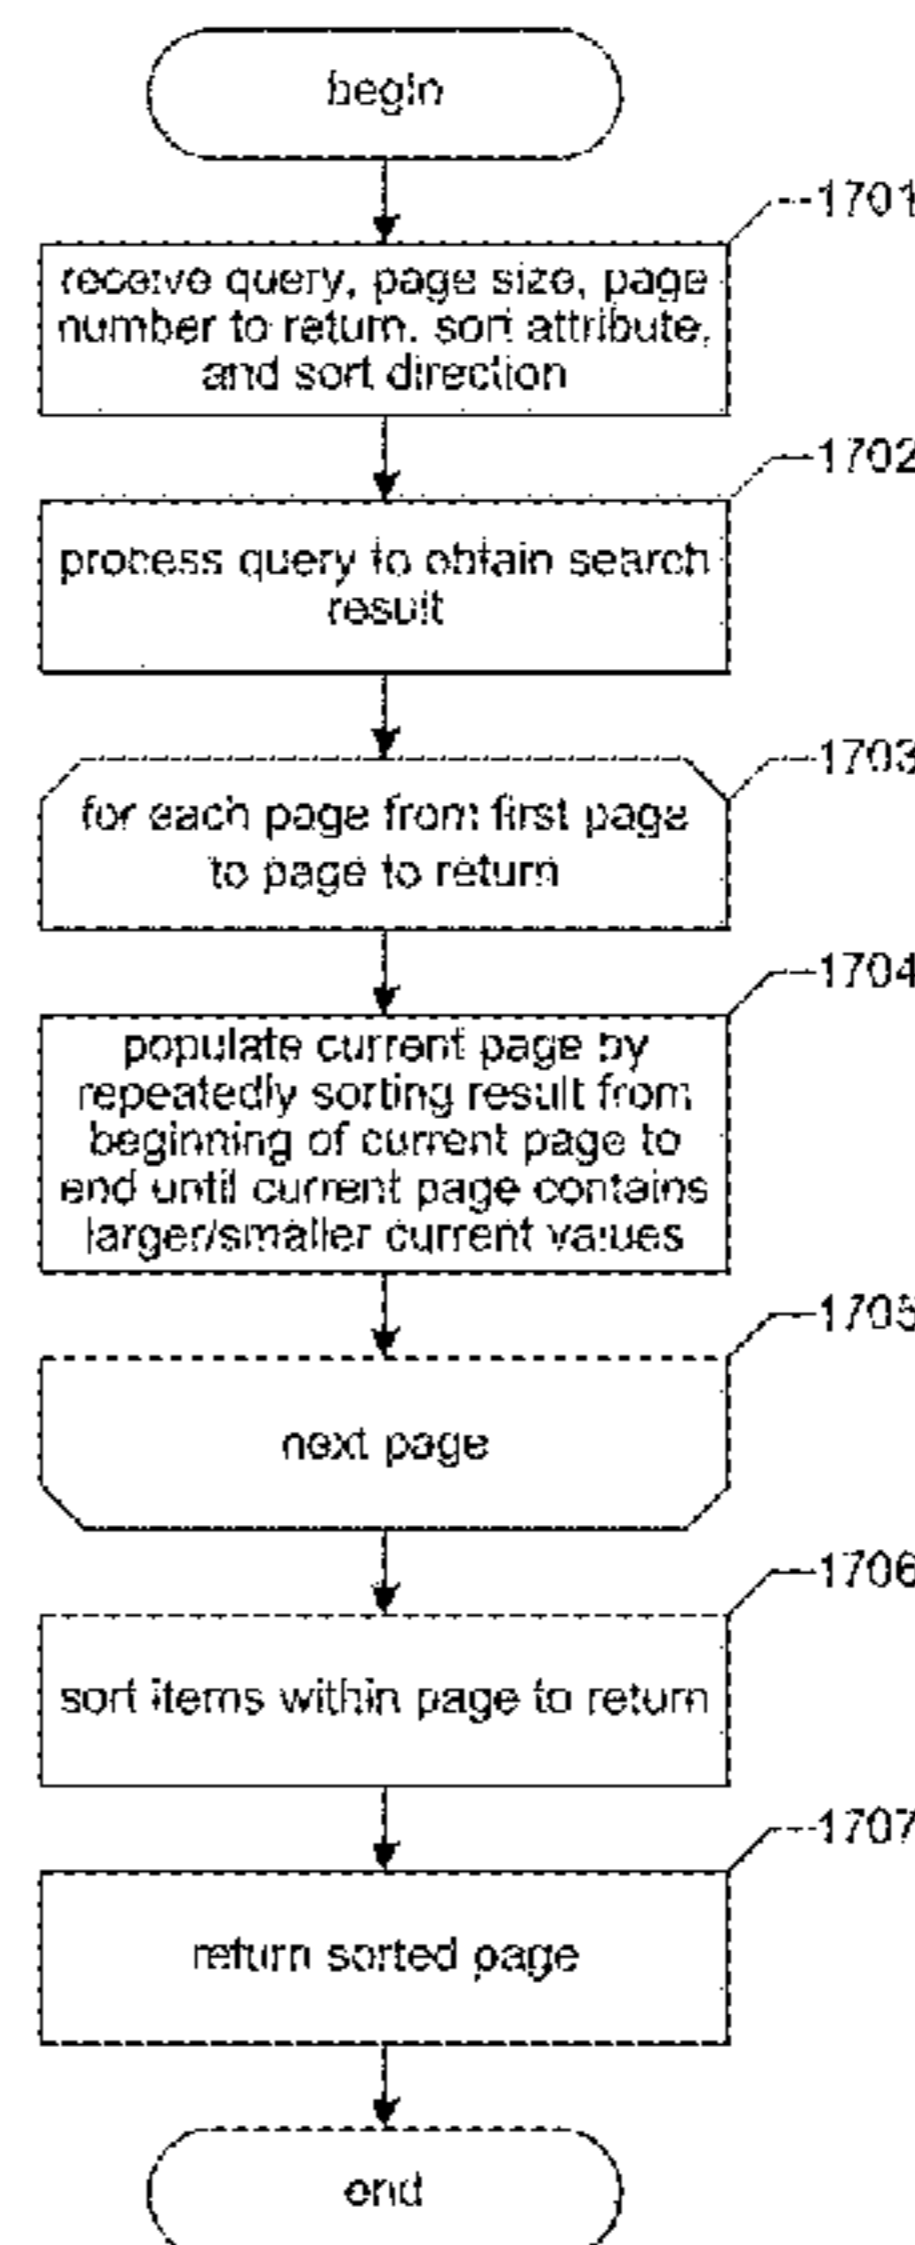 begin
1701
receive query, page size, page
number to return, sort attribute,
and sort direction
1702
process query to obtain search
result
1703
for each page from first page
to page to return
1704
populate current page by
repeatedly sorting result from
beginning of current page to
end until current page contains
larger/smaller current values
1705
next page
1706
sort items within page to return
1707
return sorted page
end